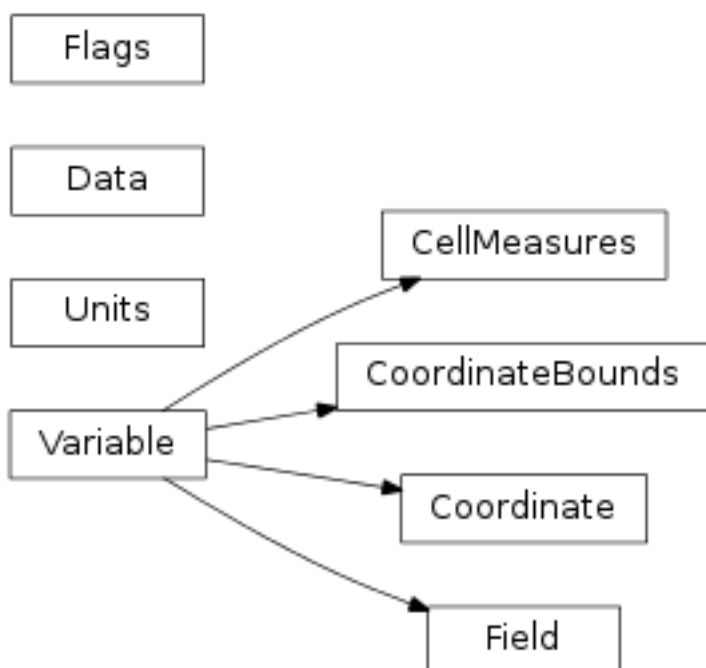 Flags
Data
CellMeasures
Units
CoordinateBounds
Variable
Coordinate
Field